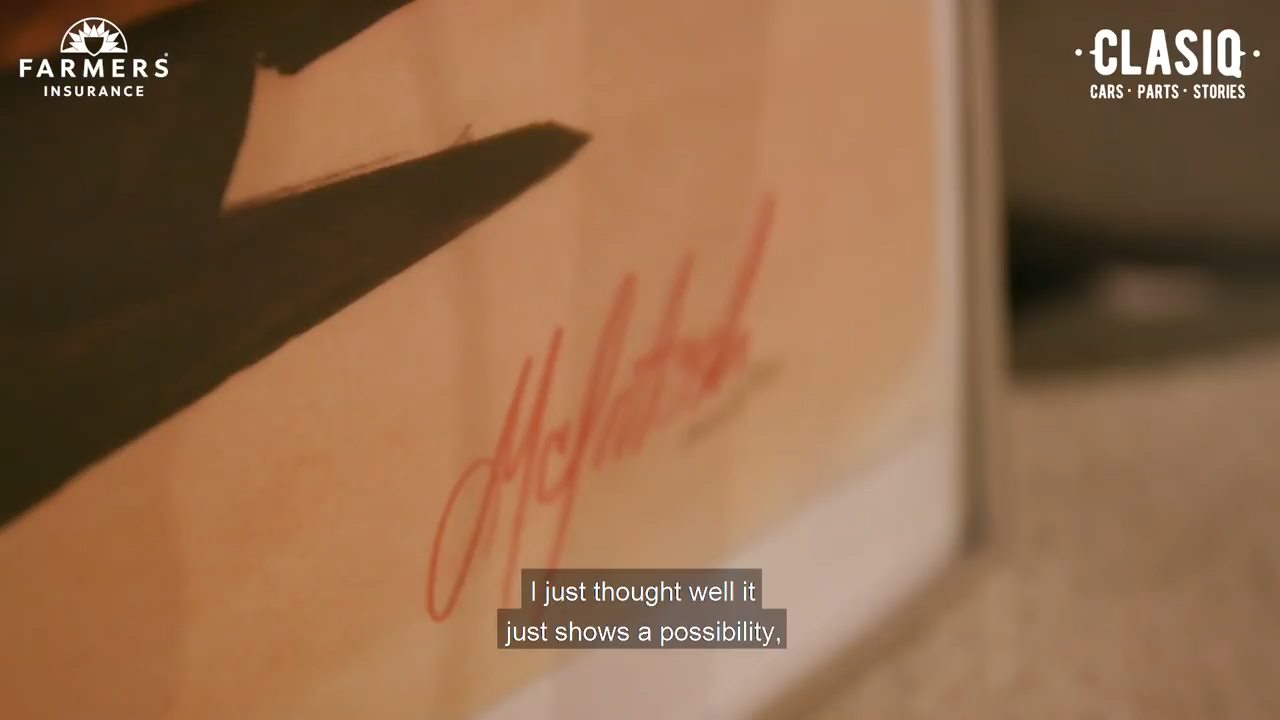 FARMERS
INSURANCE
·CLASIQ·
CARS · PARTS · STORIES
McIntosh
I just thought well it
just shows a possibility,